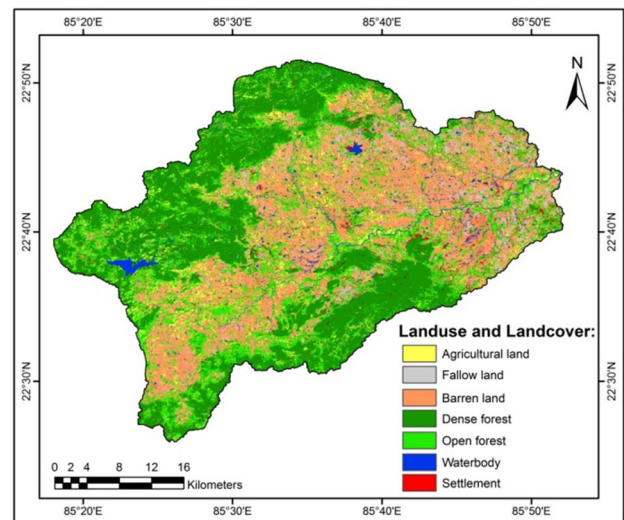 85°20'E 85°30'E 85°40'E 85°50'E
N
22°50'N 22°50'N
22°40'N 22°40'N
22°30'N 22°30'N
Landuse and Landcover:
Agricultural land
Fallow land
Barren land
Dense forest
Open forest
Waterbody
Settlement
0 2 4 8 12 16
Kilometers
85°20'E 85°30'E 85°40'E 85°50'E